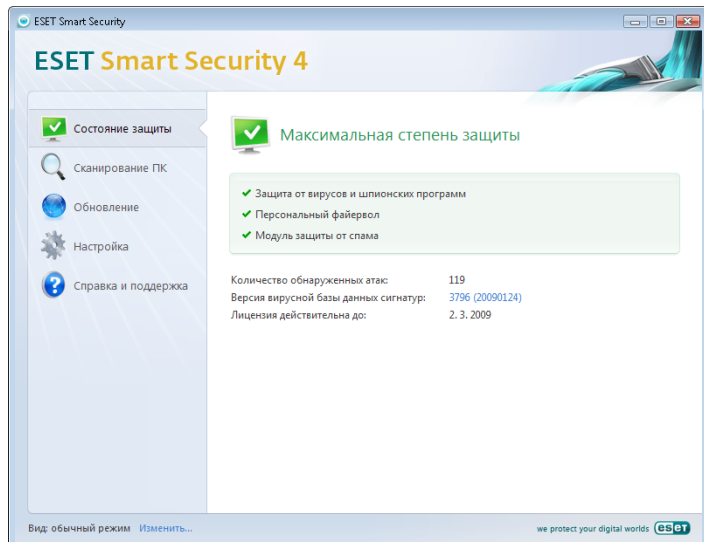 ESET Smart Security
ESET Smart Security 4
Состояние защиты
Сканирование ПК
Обновление
Настройка
Справка и поддержка
Максимальная степень защиты
Защита от вирусов и шпионских программ
Персональный файервол
Модуль защиты от спама
Количество обнаруженных атак: 119
Версия вирусной базы данных сигнатур: 3796 (20090124)
Лицензия действительна до: 2. 3. 2009
Вид: обычный режим Изменить...
we protect your digital worlds eset